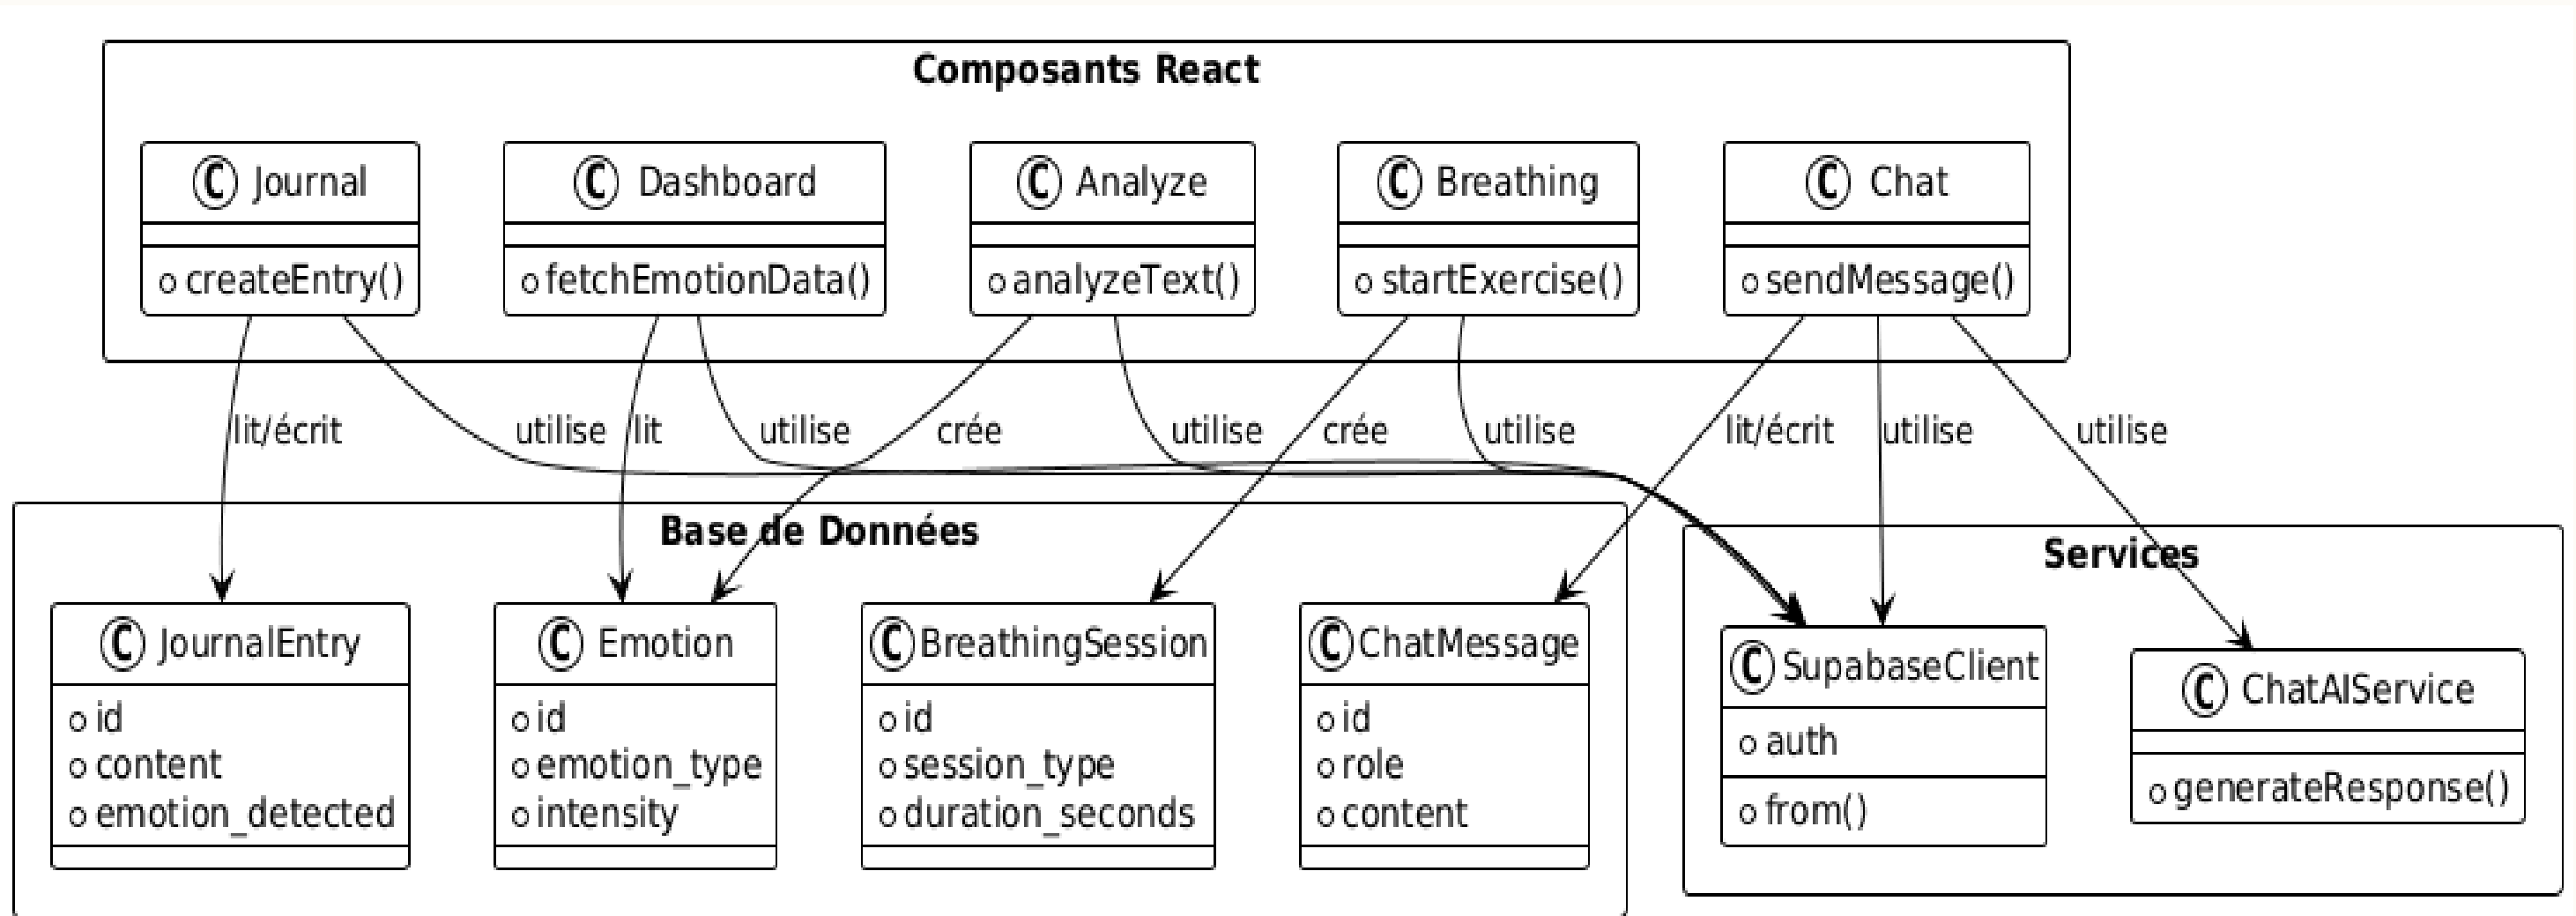 Composants React
C Journal
createEntry()
C Dashboard
fetchEmotionData()
C Analyze
analyzeText()
C Breathing
startExercise()
C Chat
sendMessage()
lit/écrit
utilise
lit
utilise
crée
utilise
crée
utilise
lit/écrit
utilise
utilise
Base de Données
C JournalEntry
id
content
emotion_detected
C Emotion
id
emotion_type
intensity
C BreathingSession
id
session_type
duration_seconds
C ChatMessage
id
role
content
Services
C SupabaseClient
auth
from()
C ChatAIService
generateResponse()